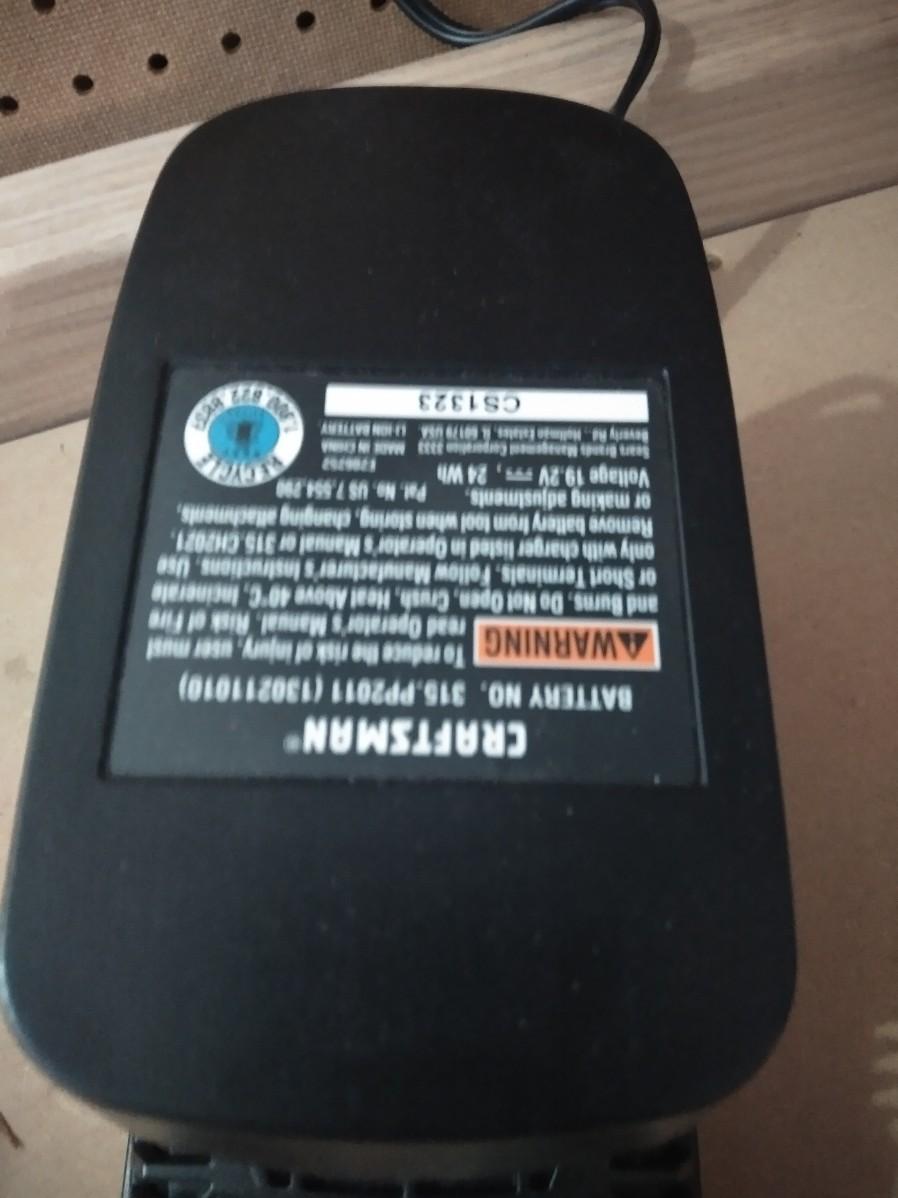 CRAFTSMAN®
BATTERY NO. 315.PP2011 (130211010)
⚠WARNING To reduce the risk of injury, user must
read Operator's Manual. Risk of Fire
and Burns. Do Not Open, Crush, Heat Above 40°C, Incinerate
or Short Terminals. Follow Manufacturer's Instructions. Use
only with charger listed in Operator's Manual or 315.CH2021.
Remove battery from tool when storing, changing attachments,
or making adjustments. Pat. No. US 7,554,290
Voltage 19.2V ⎓, 24 Wh
Sears Brands Management Corporation 3333
Beverly Rd., Hoffman Estates, IL 60179 USA
MADE IN CHINA
LI-ION BATTERY
CS1323
RECYCLE
1.800.822.8837